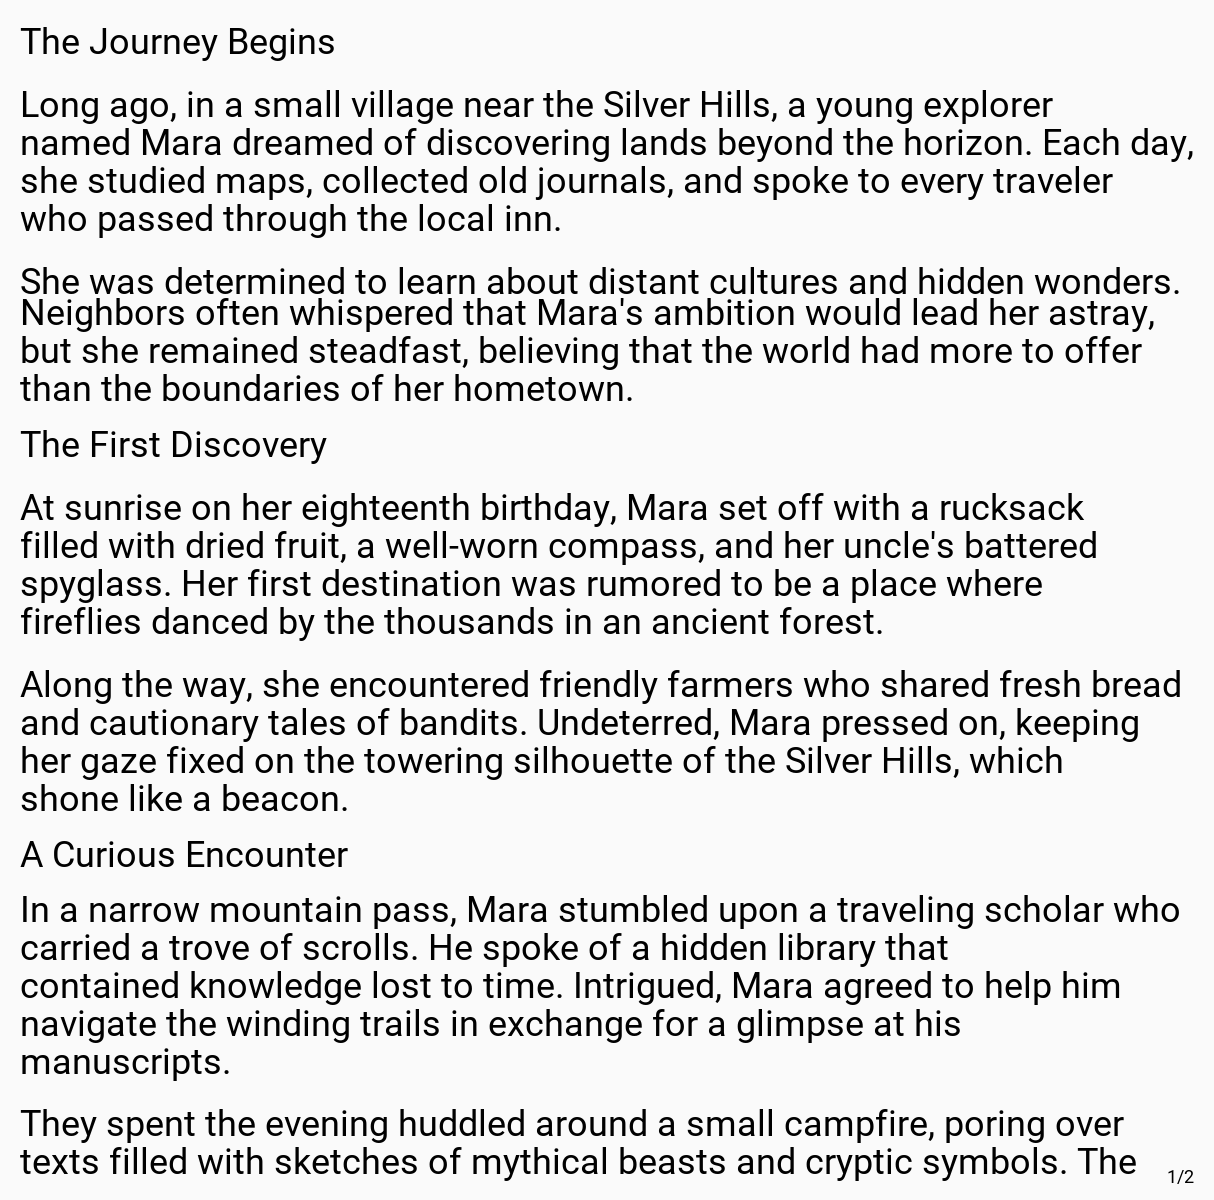 The Journey Begins
Long ago, in a small village near the Silver Hills, a young explorer
named Mara dreamed of discovering lands beyond the horizon. Each day,
she studied maps, collected old journals, and spoke to every traveler
who passed through the local inn.
She was determined to learn about distant cultures and hidden wonders.
Neighbors often whispered that Mara's ambition would lead her astray,
but she remained steadfast, believing that the world had more to offer
than the boundaries of her hometown.
The First Discovery
At sunrise on her eighteenth birthday, Mara set off with a rucksack
filled with dried fruit, a well-worn compass, and her uncle's battered
spyglass. Her first destination was rumored to be a place where
fireflies danced by the thousands in an ancient forest.
Along the way, she encountered friendly farmers who shared fresh bread
and cautionary tales of bandits. Undeterred, Mara pressed on, keeping
her gaze fixed on the towering silhouette of the Silver Hills, which
shone like a beacon.
A Curious Encounter
In a narrow mountain pass, Mara stumbled upon a traveling scholar who
carried a trove of scrolls. He spoke of a hidden library that
contained knowledge lost to time. Intrigued, Mara agreed to help him
navigate the winding trails in exchange for a glimpse at his
manuscripts.
They spent the evening huddled around a small campfire, poring over
texts filled with sketches of mythical beasts and cryptic symbols. The
1/2